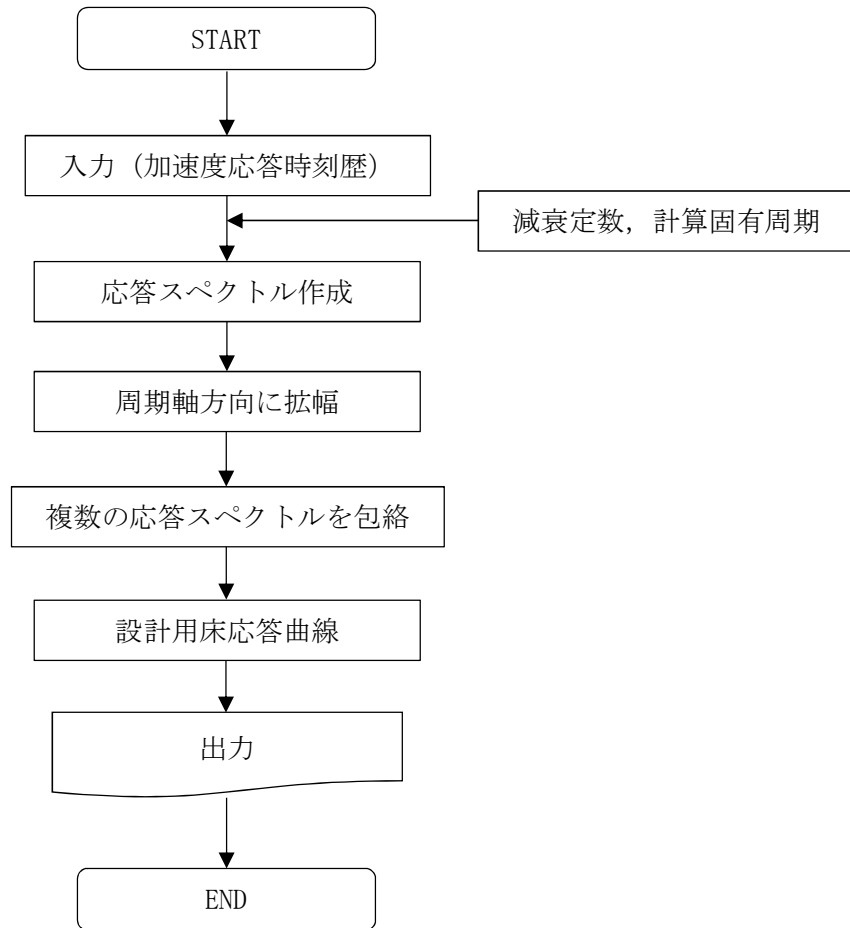 START
入力（加速度応答時刻歴）
減衰定数，計算固有周期
応答スペクトル作成
周期軸方向に拡幅
複数の応答スペクトルを包絡
設計用床応答曲線
出力
END